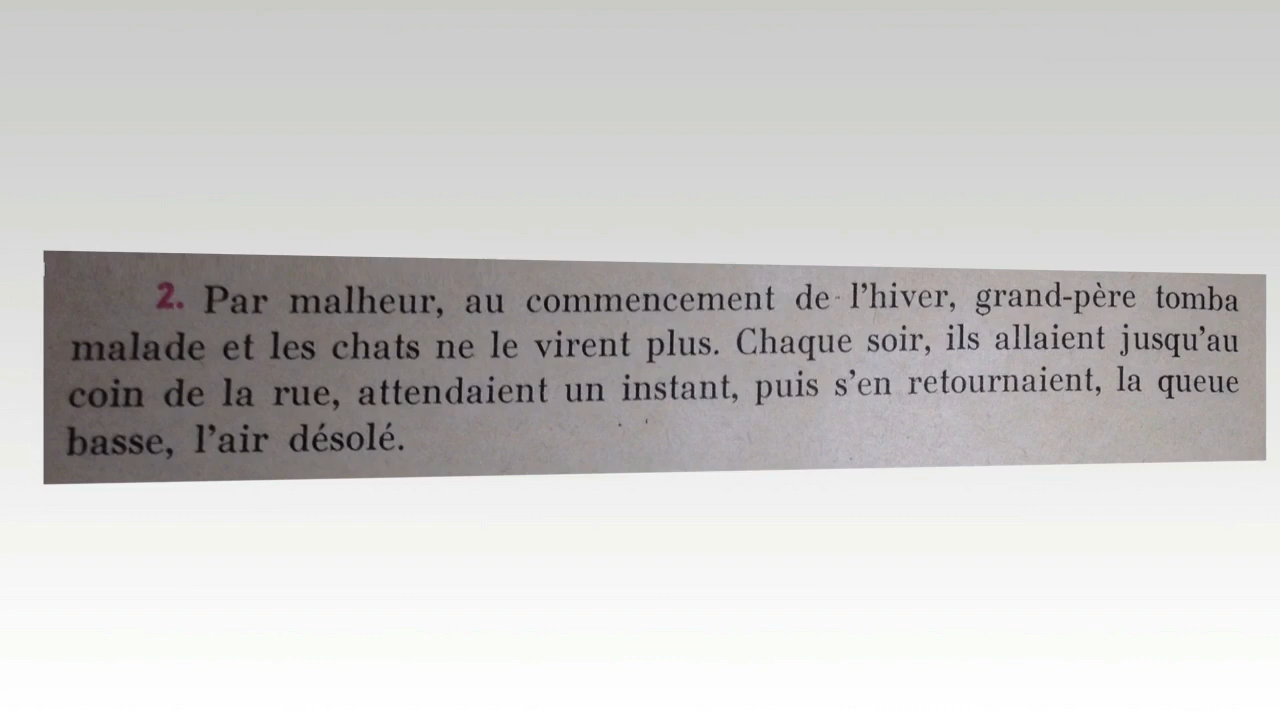 2. Par malheur, au commencement de l'hiver, grand-père tomba
malade et les chats ne le virent plus. Chaque soir, ils allaient jusqu'au
coin de la rue, attendaient un instant, puis s'en retournaient, la queue
basse, l'air désolé.